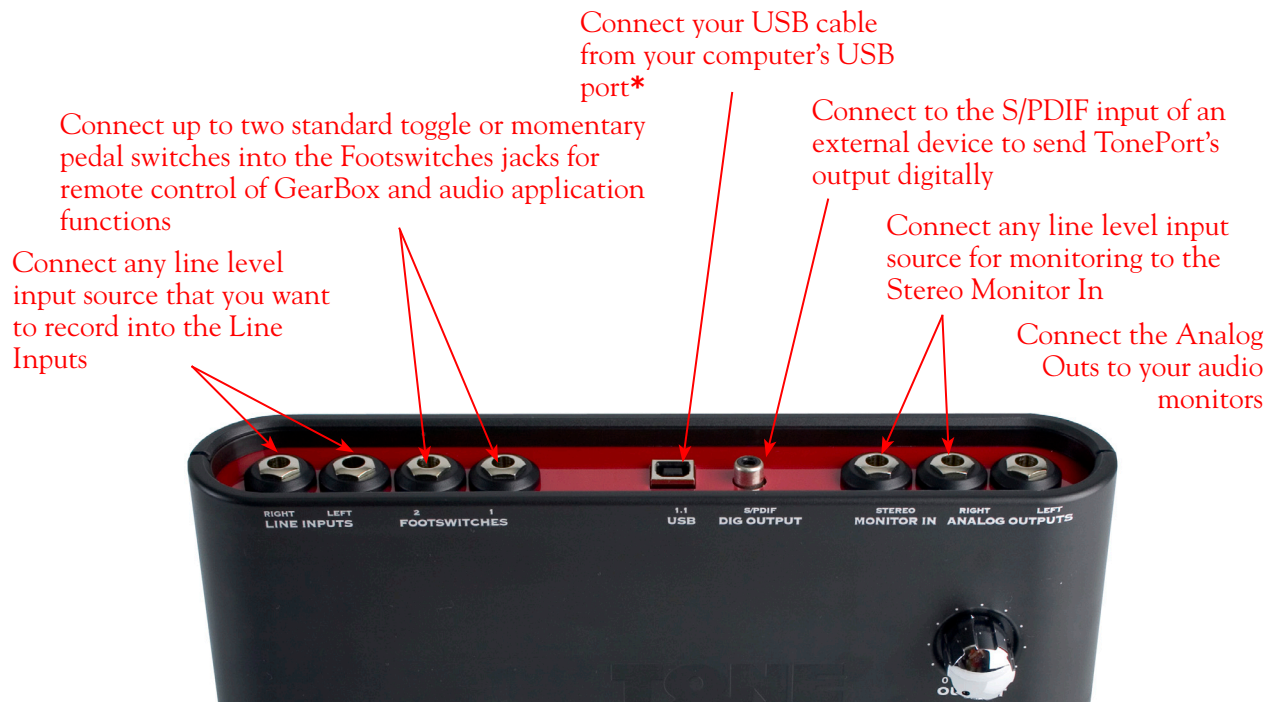 Connect your USB cable
from your computer's USB
port*
Connect up to two standard toggle or momentary
pedal switches into the Footswitches jacks for
remote control of GearBox and audio application
functions
Connect to the S/PDIF input of an
external device to send TonePort's
output digitally
Connect any line level
input source that you want
to record into the Line
Inputs
Connect any line level input
source for monitoring to the
Stereo Monitor In
Connect the Analog
Outs to your audio
monitors
RIGHT LEFT
LINE INPUTS
2 1
FOOTSWITCHES
1.1
USB
S/PDIF
DIG OUTPUT
STEREO
MONITOR IN
RIGHT LEFT
ANALOG OUTPUTS
TONE